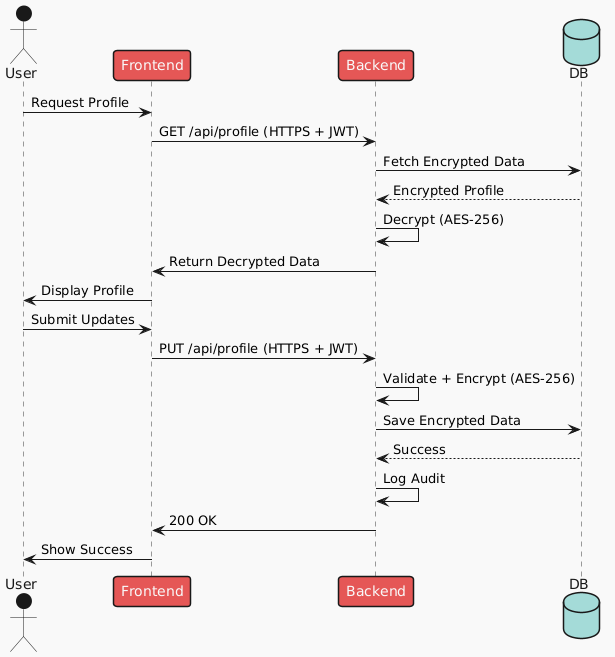 User
Frontend
Backend
DB
Request Profile
GET /api/profile (HTTPS + JWT)
Fetch Encrypted Data
Encrypted Profile
Decrypt (AES-256)
Return Decrypted Data
Display Profile
Submit Updates
PUT /api/profile (HTTPS + JWT)
Validate + Encrypt (AES-256)
Save Encrypted Data
Success
Log Audit
200 OK
Show Success
User
Frontend
Backend
DB